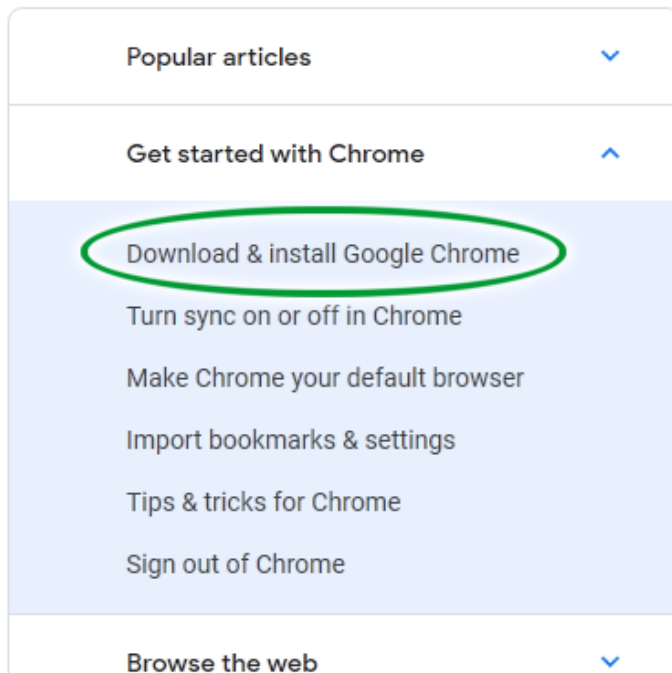 Popular articles
Get started with Chrome
Download & install Google Chrome
Turn sync on or off in Chrome
Make Chrome your default browser
Import bookmarks & settings
Tips & tricks for Chrome
Sign out of Chrome
Browse the web